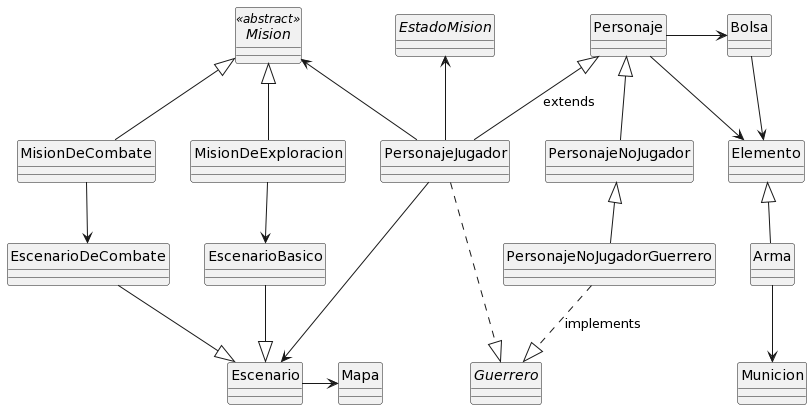 «abstract»
Mision
EstadoMision
Personaje
Bolsa
extends
MisionDeCombate
MisionDeExploracion
PersonajeJugador
PersonajeNoJugador
Elemento
EscenarioDeCombate
EscenarioBasico
PersonajeNoJugadorGuerrero
Arma
implements
Escenario
Mapa
Guerrero
Municion